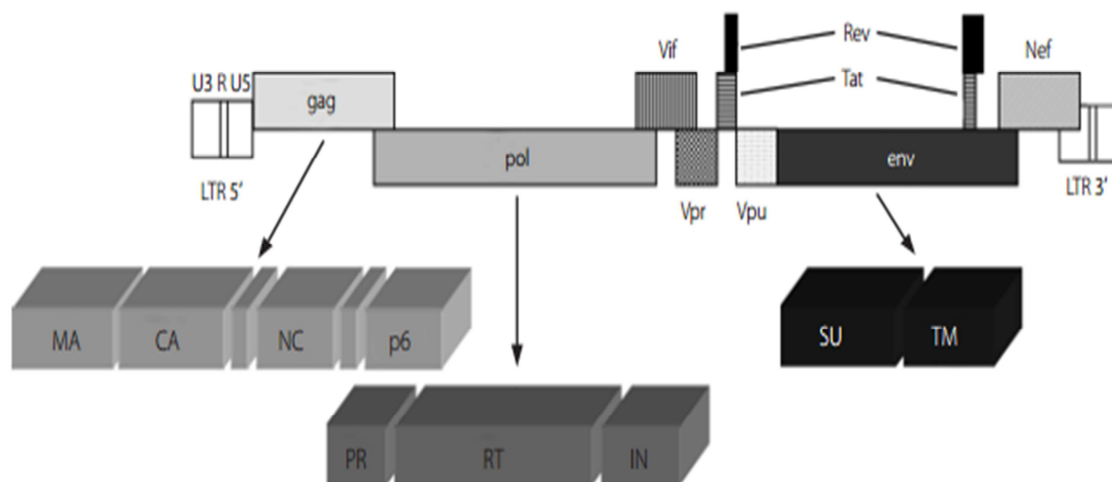 Rev
Vif
Nef
U3 R U5
Tat
gag
pol
env
LTR 5'
Vpr
Vpu
LTR 3'
MA
CA
NC
p6
SU
TM
PR
RT
IN